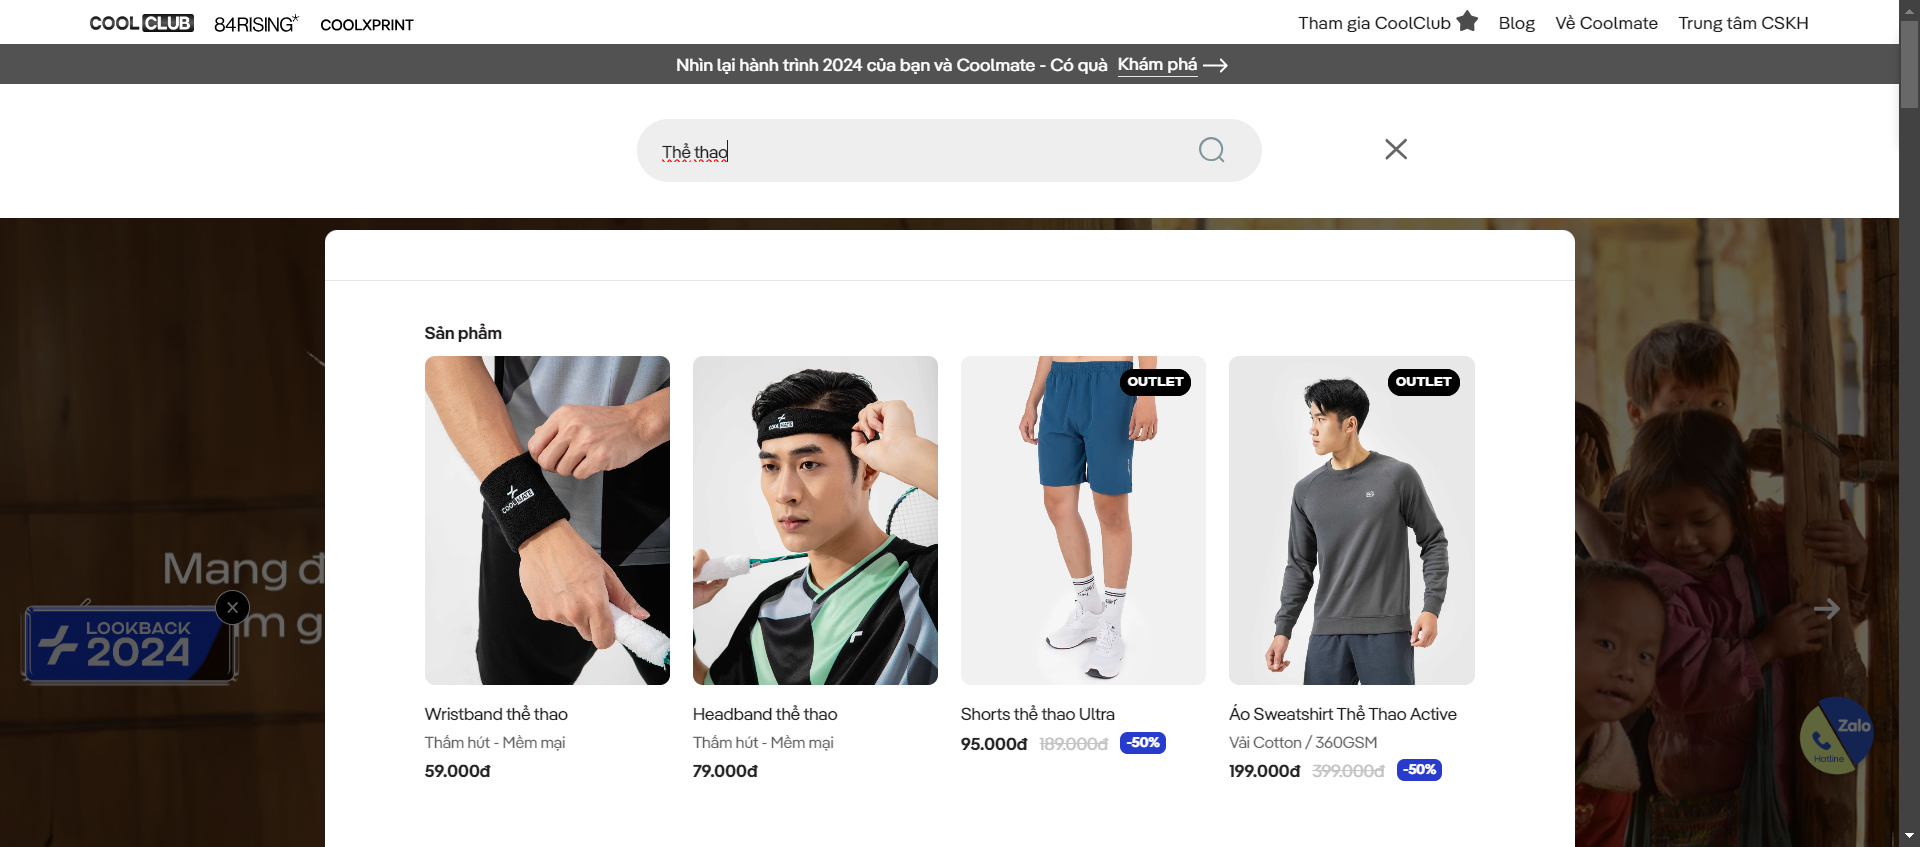 COOL CLUB 84RISING* COOLXPRINT Tham gia CoolClub Blog Về Coolmate Trung tâm CSKH
Nhìn lại hành trình 2024 của bạn và Coolmate - Có quà Khám phá
Thể thao
Sản phẩm
OUTLET
OUTLET
COOLMATE
COOLMATE
Mang đ
m g
LOOKBACK
2024
Wristband thể thao
Thấm hút - Mềm mại
59.000đ
Headband thể thao
Thấm hút - Mềm mại
79.000đ
Shorts thể thao Ultra
95.000đ 189.000đ -50%
Áo Sweatshirt Thể Thao Active
Vải Cotton / 360GSM
199.000đ 399.000đ -50%
Zalo
Hotline